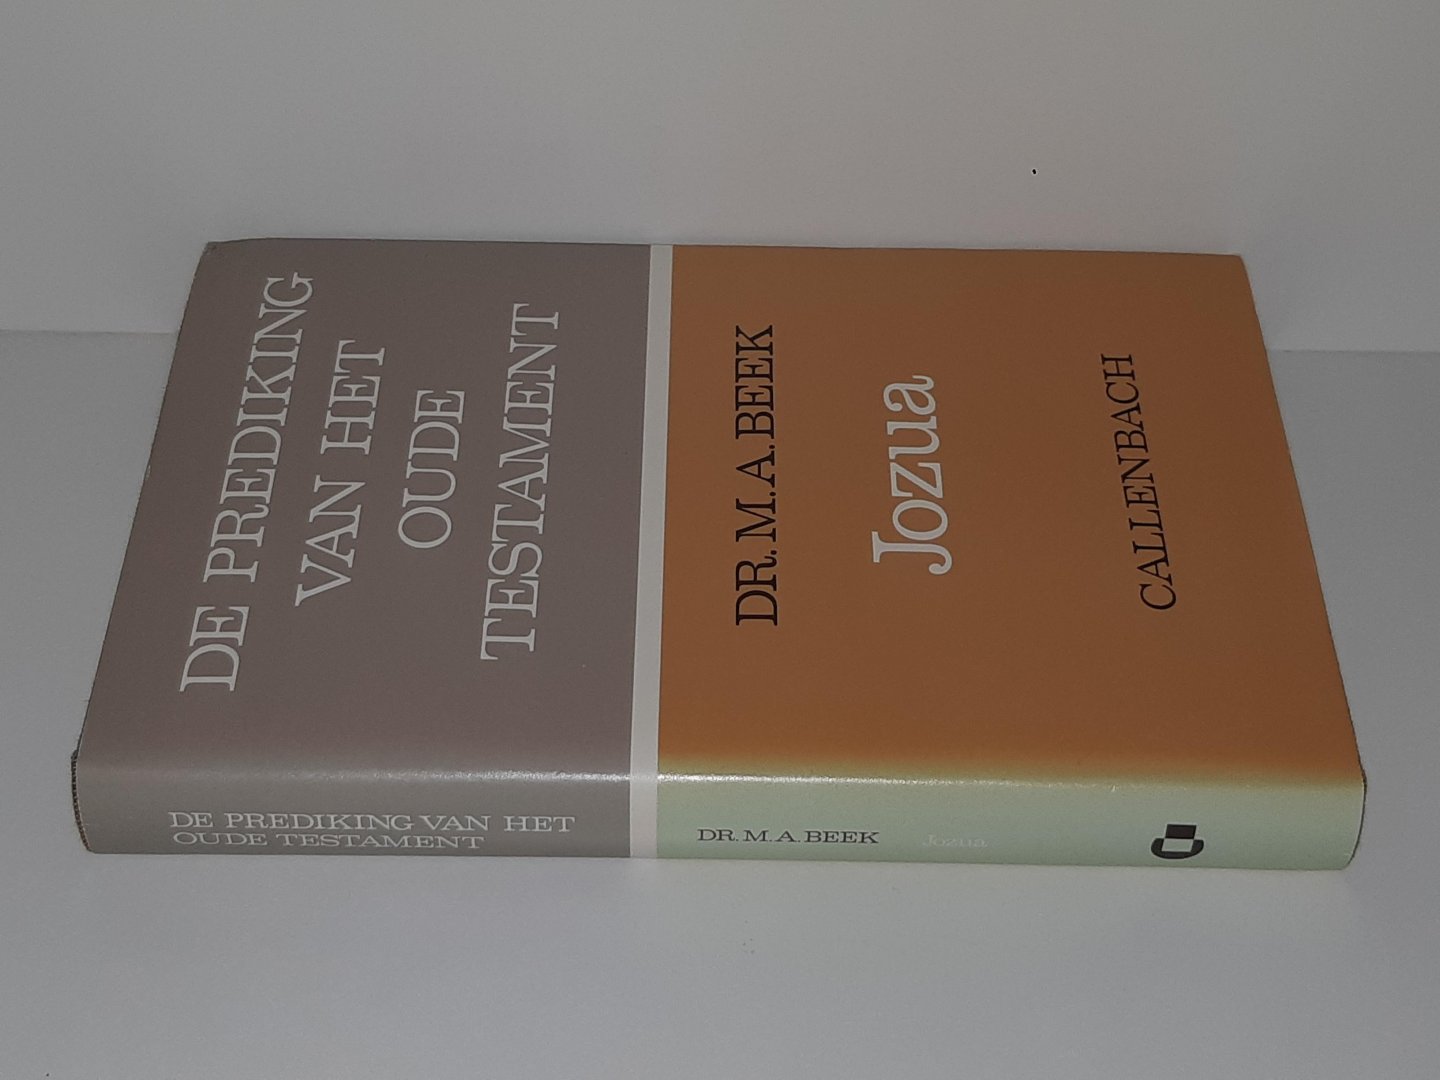 DE PREDIKING
VAN HET
OUDE
TESTAMENT
DR. M. A. BEEK
Jozua
CALLENBACH
DE PREDIKING VAN HET
OUDE TESTAMENT
DR. M. A. BEEK
Jozua